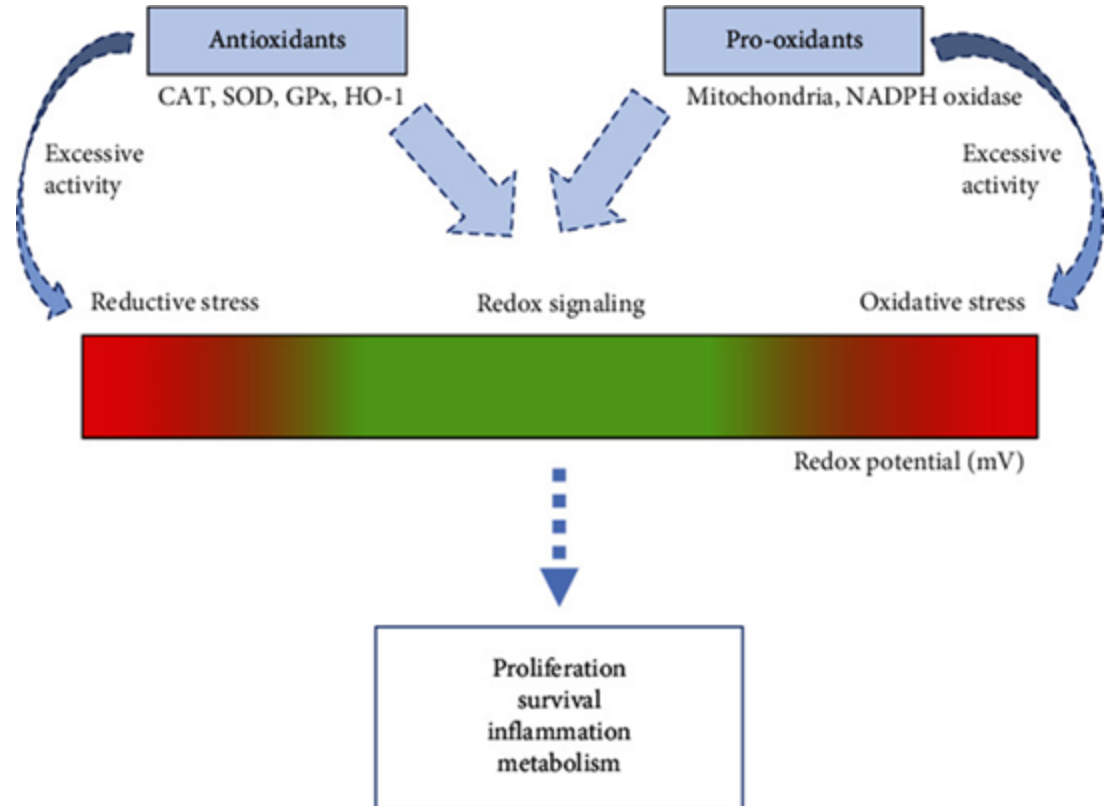 Antioxidants
Pro-oxidants
CAT, SOD, GPx, HO-1
Mitochondria, NADPH oxidase
Excessive
activity
Excessive
activity
Reductive stress
Redox signaling
Oxidative stress
Redox potential (mV)
Proliferation
survival
inflammation
metabolism